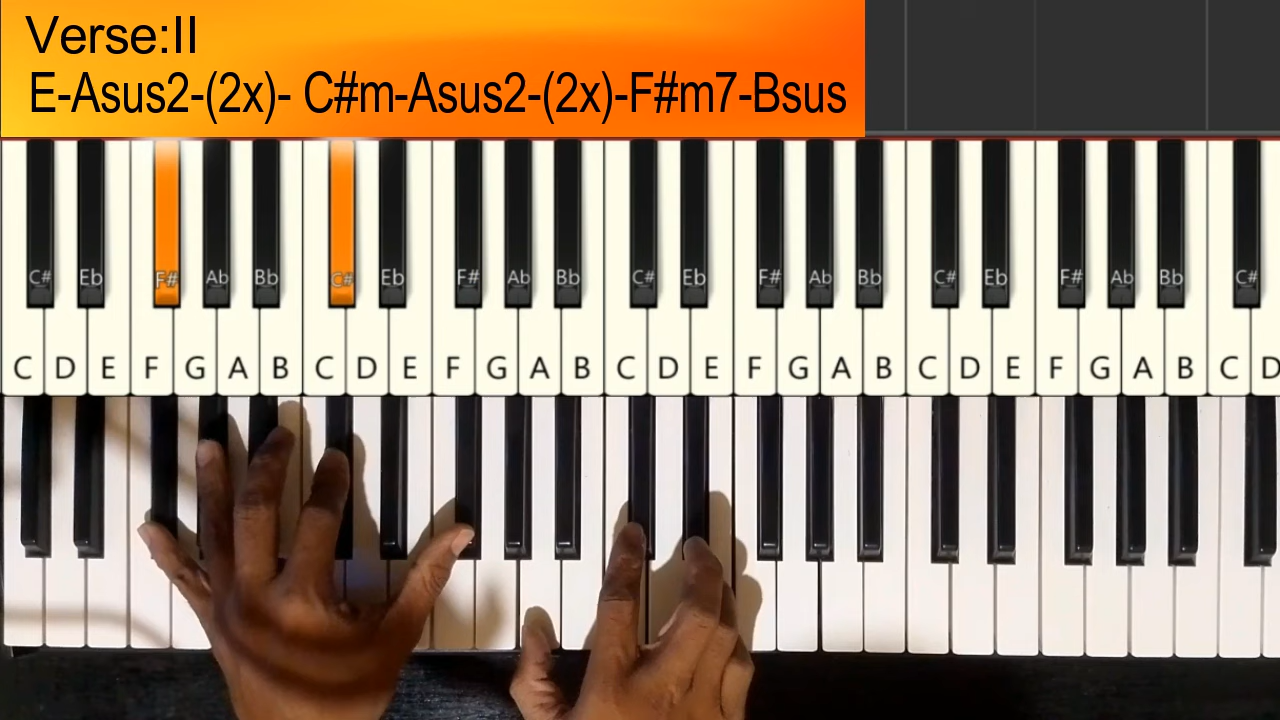 Verse:II
E-Asus2-(2x)- C#m-Asus2-(2x)-F#m7-Bsus
C# Eb F# Ab Bb C# Eb F# Ab Bb C# Eb F# Ab Bb C# Eb F# Ab Bb C#
C D E F G A B C D E F G A B C D E F G A B C D E F G A B C D